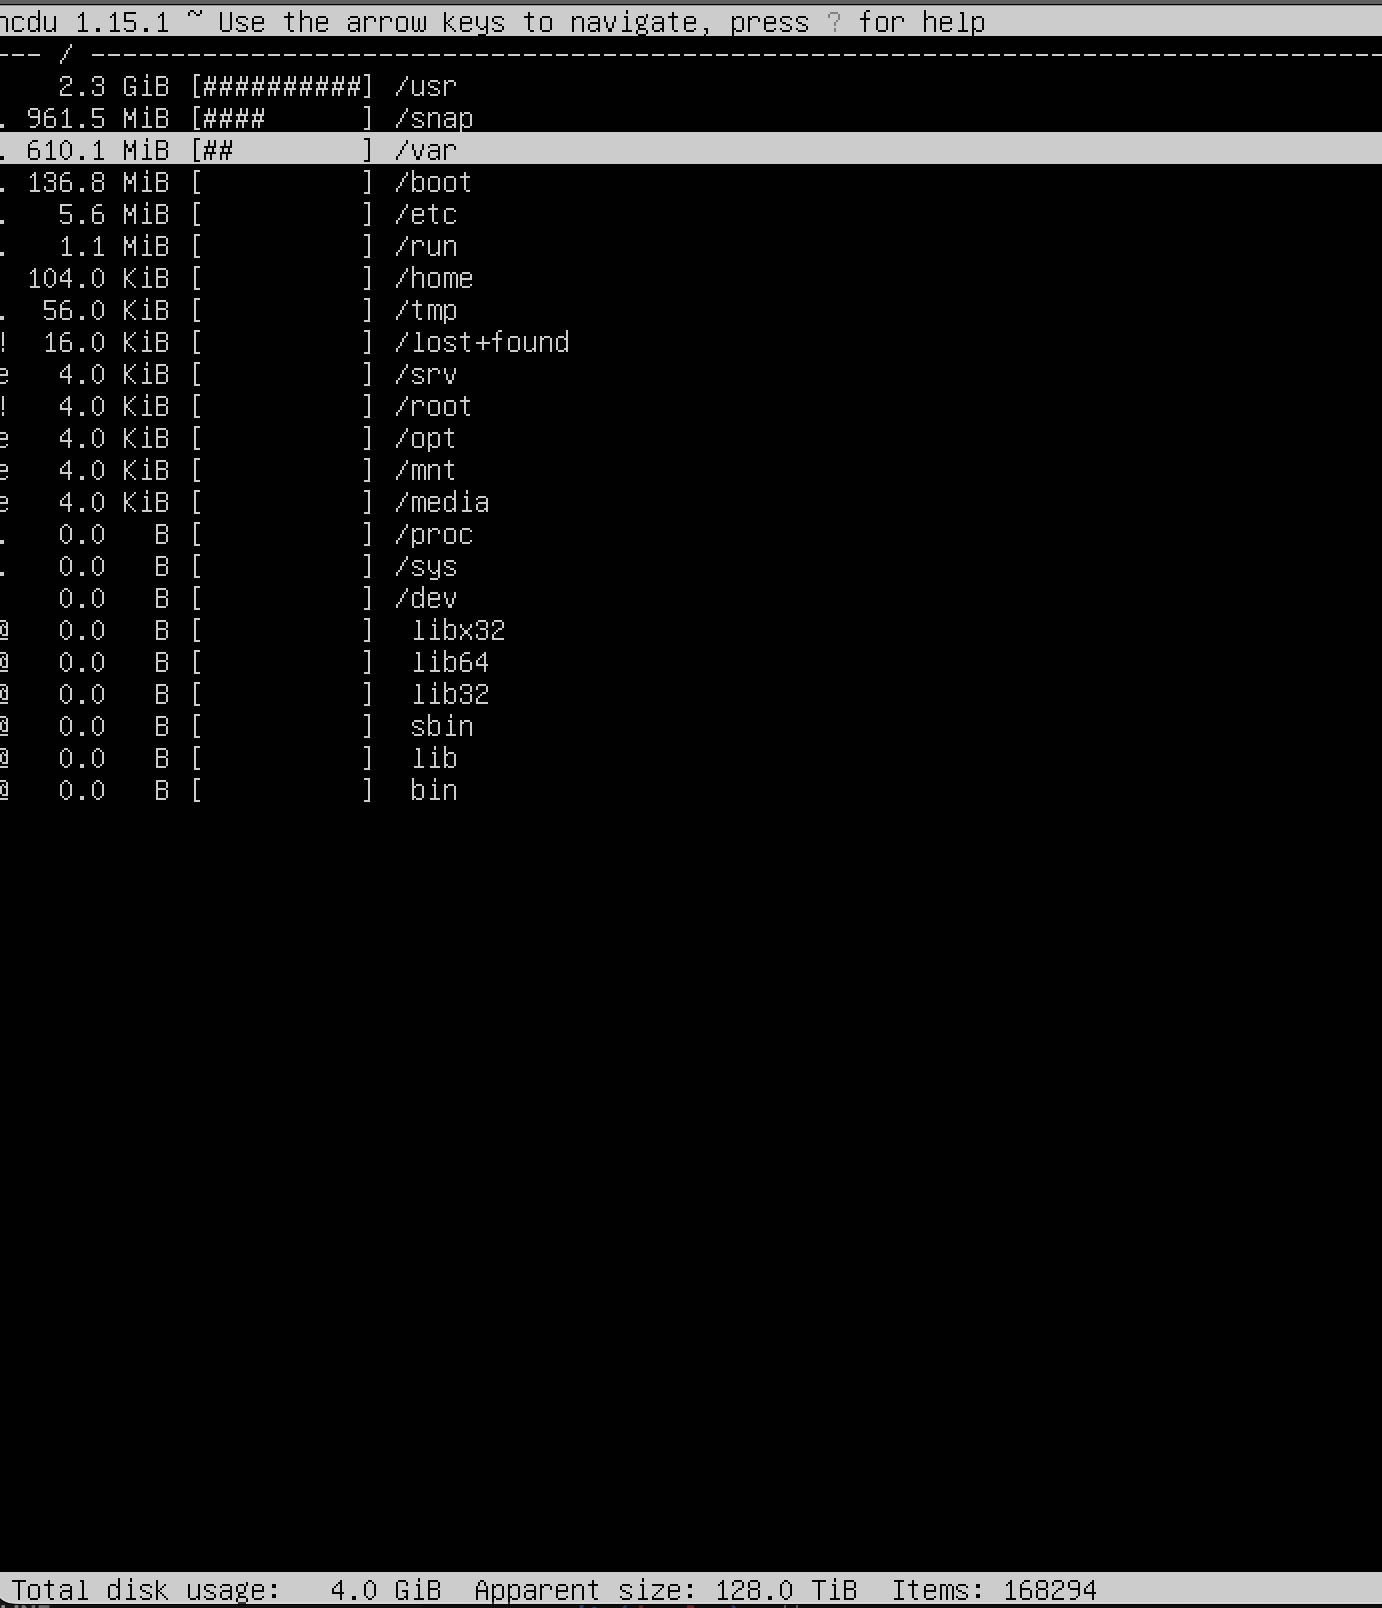 ncdu 1.15.1 ~ Use the arrow keys to navigate, press ? for help
-- / ----------------------------------------------------------------------------------
    2.3 GiB [##########] /usr
. 961.5 MiB [####      ] /snap
. 610.1 MiB [##        ] /var
. 136.8 MiB [          ] /boot
.   5.6 MiB [          ] /etc
.   1.1 MiB [          ] /run
  104.0 KiB [          ] /home
.  56.0 KiB [          ] /tmp
!  16.0 KiB [          ] /lost+found
e   4.0 KiB [          ] /srv
!   4.0 KiB [          ] /root
e   4.0 KiB [          ] /opt
e   4.0 KiB [          ] /mnt
e   4.0 KiB [          ] /media
.   0.0   B [          ] /proc
.   0.0   B [          ] /sys
    0.0   B [          ] /dev
@   0.0   B [          ]  libx32
@   0.0   B [          ]  lib64
@   0.0   B [          ]  lib32
@   0.0   B [          ]  sbin
@   0.0   B [          ]  lib
@   0.0   B [          ]  bin
Total disk usage:   4.0 GiB  Apparent size: 128.0 TiB  Items: 168294